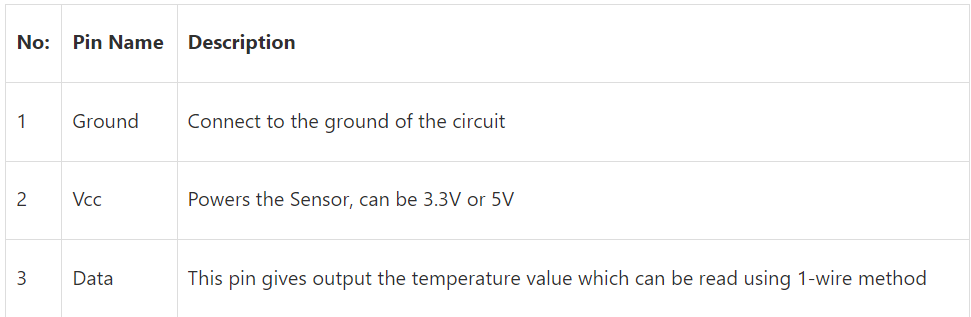 No: Pin Name Description
1 Ground Connect to the ground of the circuit
2 Vcc Powers the Sensor, can be 3.3V or 5V
3 Data This pin gives output the temperature value which can be read using 1-wire method